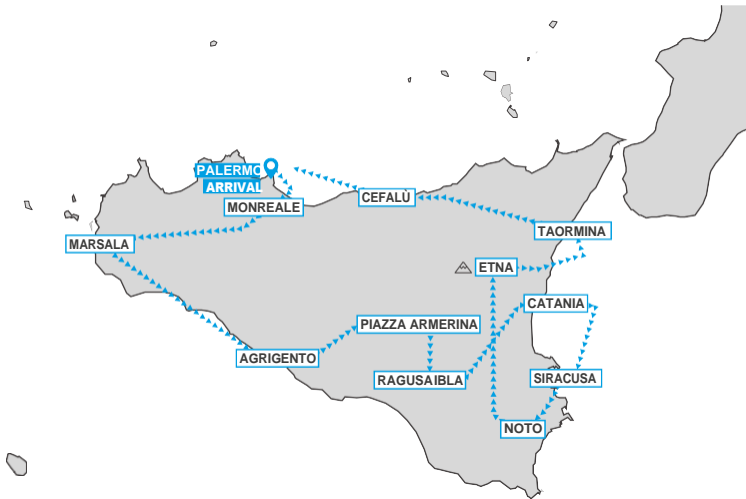 PALERMO
ARRIVAL
MONREALE
CEFALÙ
MARSALA
TAORMINA
ETNA
CATANIA
PIAZZA ARMERINA
AGRIGENTO
RAGUSAIBLA
SIRACUSA
NOTO